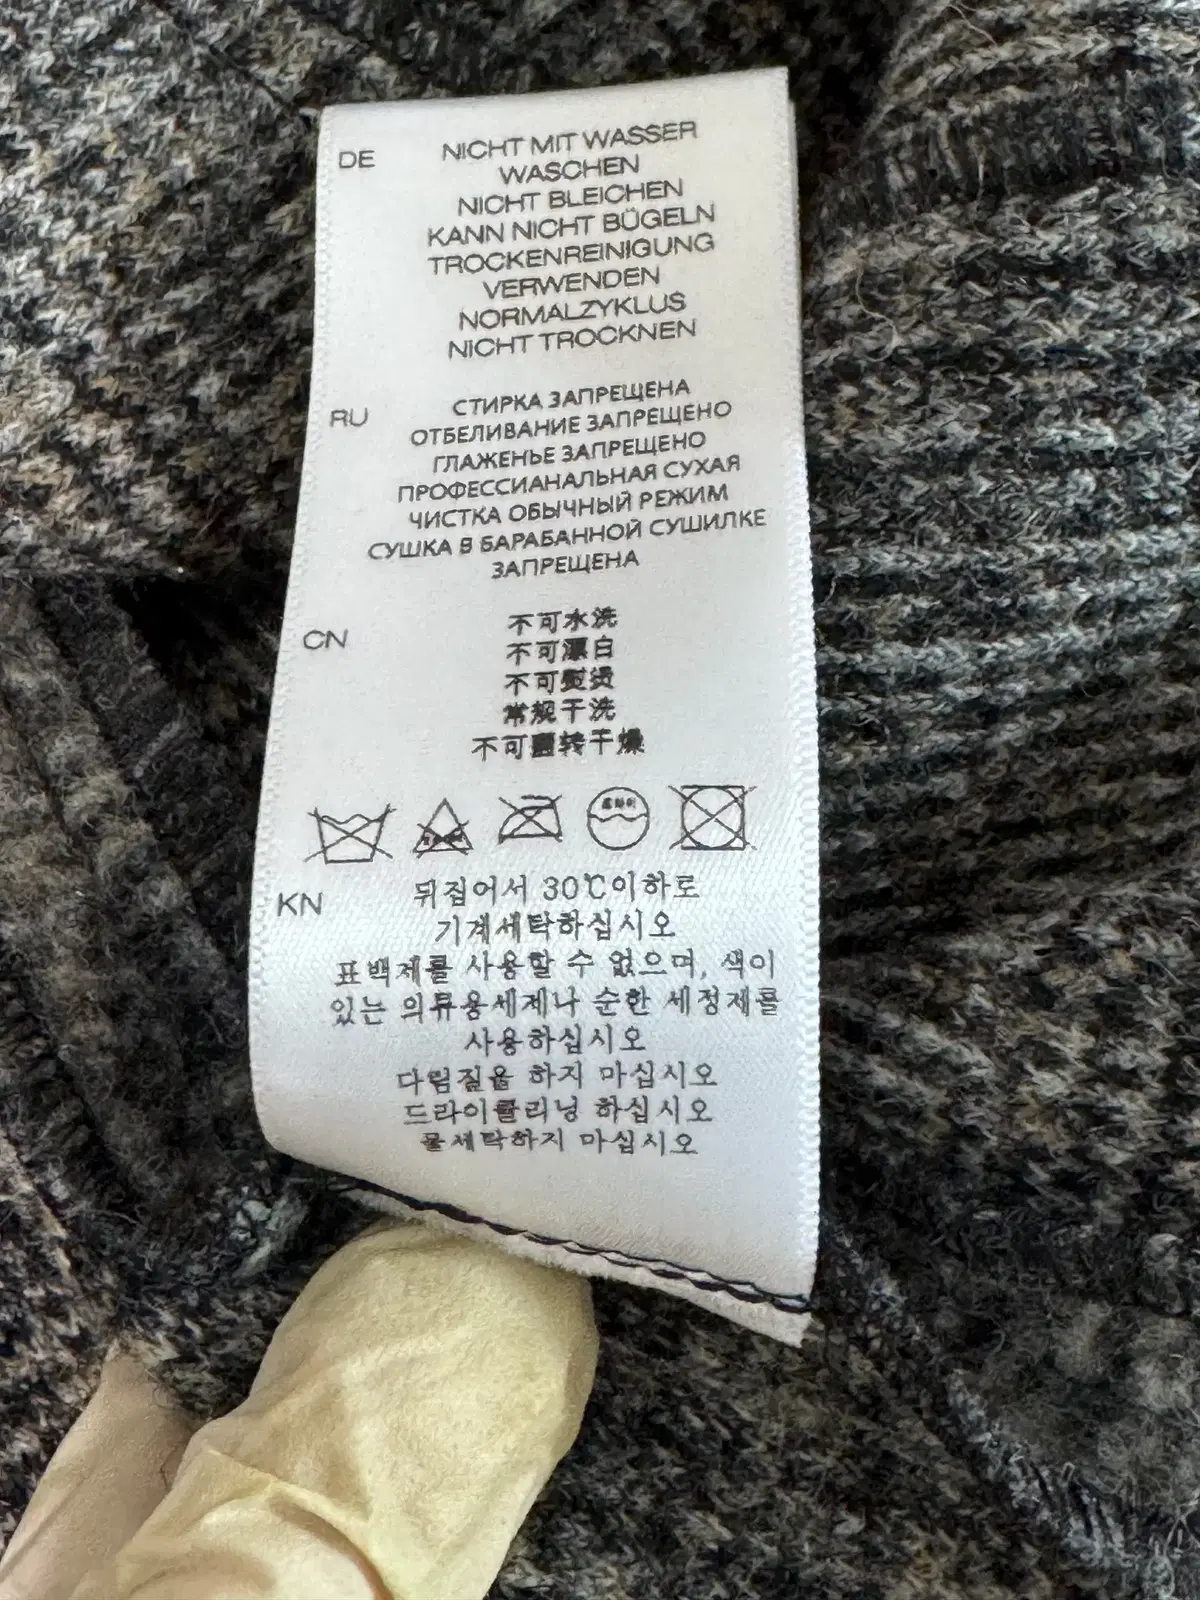 DE
NICHT MIT WASSER
WASCHEN
NICHT BLEICHEN
KANN NICHT BÜGELN
TROCKENREINIGUNG
VERWENDEN
NORMALZYKLUS
NICHT TROCKNEN
RU
СТИРКА ЗАПРЕЩЕНА
ОТБЕЛИВАНИЕ ЗАПРЕЩЕНО
ГЛАЖЕНЬЕ ЗАПРЕЩЕНО
ПРОФЕССИАНАЛЬНАЯ СУХАЯ
ЧИСТКА ОБЫЧНЫЙ РЕЖИМ
СУШКА В БАРАБАННОЙ СУШИЛКЕ
ЗАПРЕЩЕНА
CN
不可水洗
不可漂白
不可熨烫
常规干洗
不可翻转干燥
KN
뒤집어서 30℃이하로
기계세탁하십시오
표백제를 사용할 수 없으며, 색이
있는 의류용세제나 순한 세정제를
사용하십시오
다림질을 하지 마십시오
드라이클리닝 하십시오
물세탁하지 마십시오